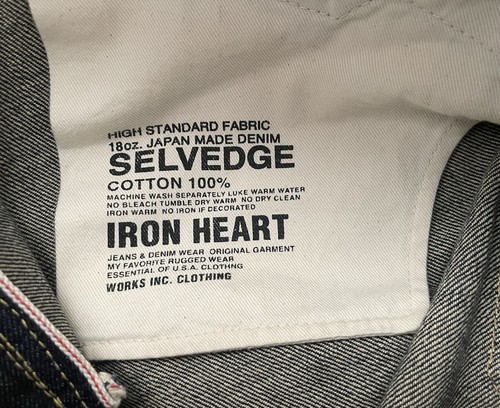 HIGH STANDARD FABRIC
18oz. JAPAN MADE DENIM
SELVEDGE
COTTON 100%
MACHINE WASH SEPARATELY LUKE WARM WATER
NO BLEACH TUMBLE DRY WARM NO DRY CLEAN
IRON WARM NO IRON IF DECORATED
IRON HEART
JEANS & DENIM WEAR ORIGINAL GARMENT
MY FAVORITE RUGGED WEAR
ESSENTIAL OF U.S.A. CLOTHNG
WORKS INC. CLOTHING